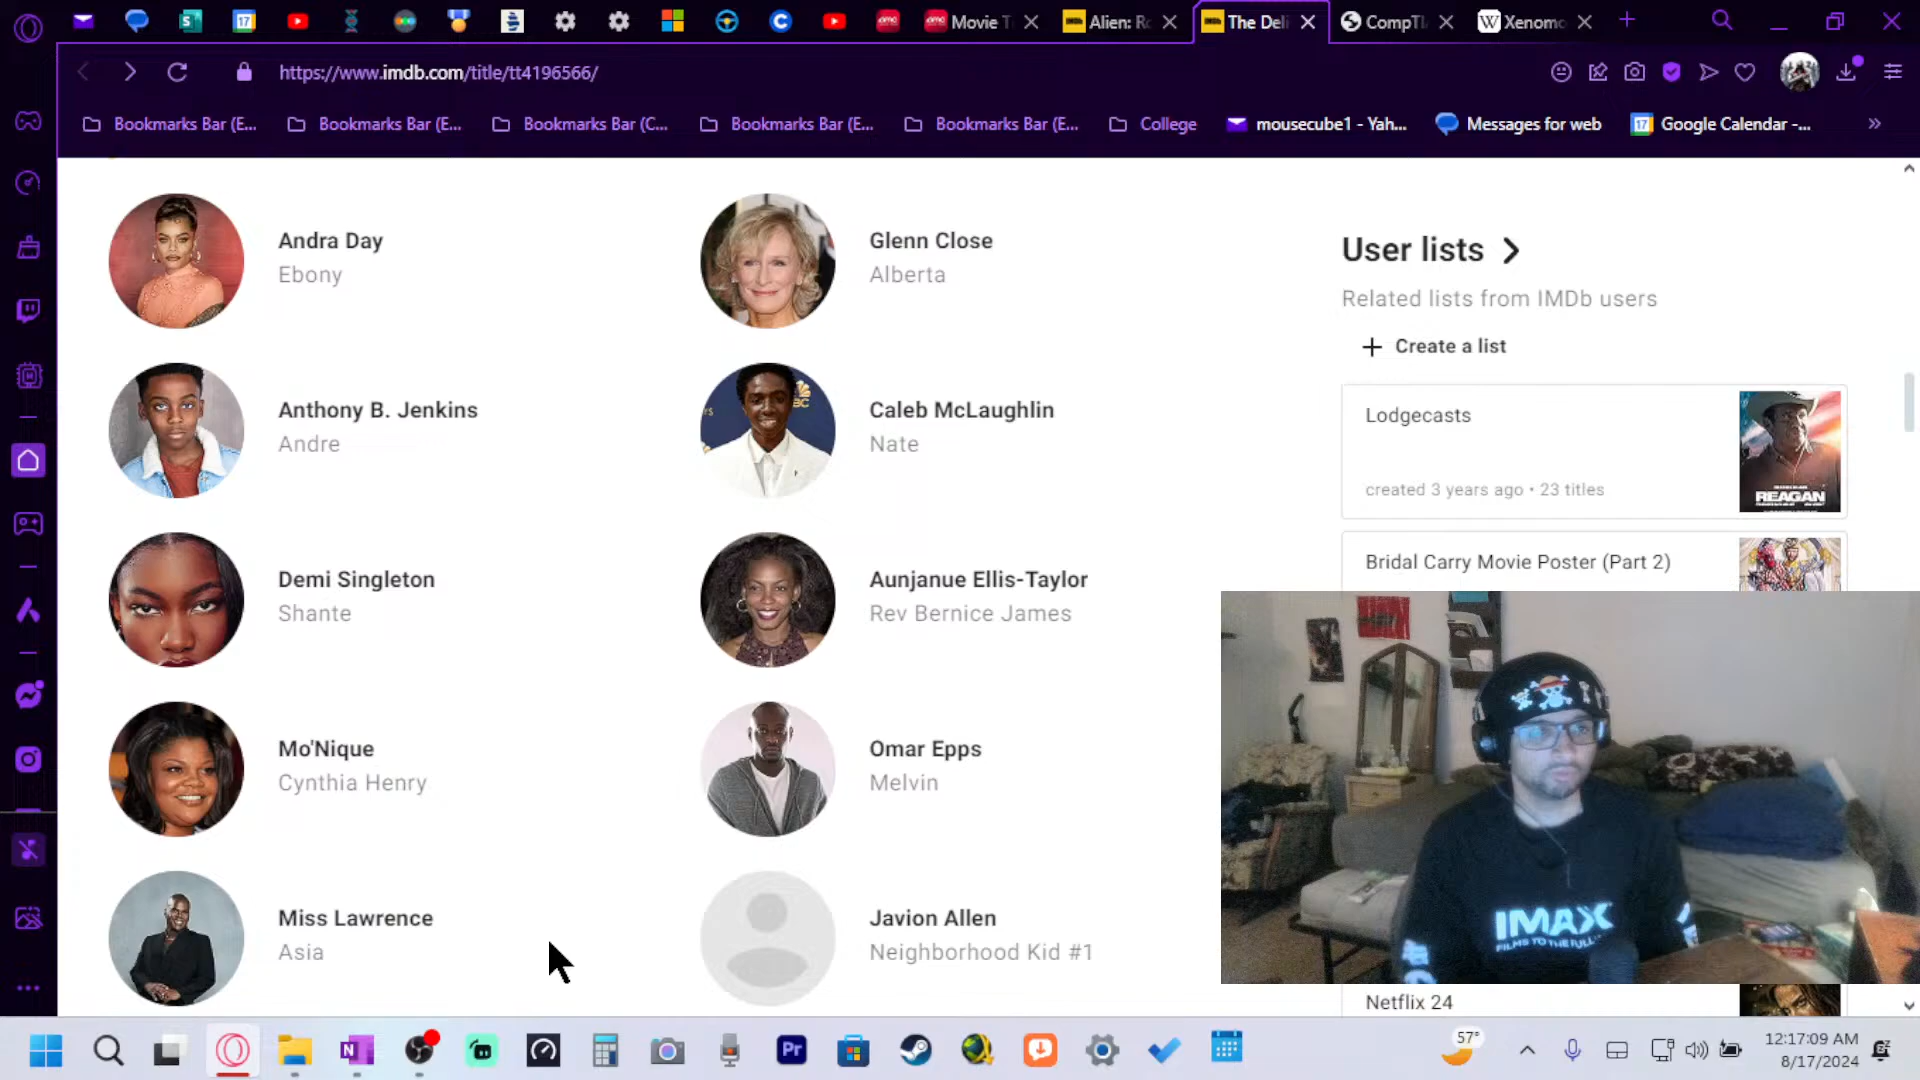 Movie T
Alien: R
The Deli
CompTI
Xenomo
https://www.imdb.com/title/tt4196566/
Bookmarks Bar (E...
Bookmarks Bar (E...
Bookmarks Bar (C...
Bookmarks Bar (E...
Bookmarks Bar (E...
College
mousecube1 - Yah...
Messages for web
Google Calendar -...
Andra Day
Ebony
Glenn Close
Alberta
Anthony B. Jenkins
Andre
Caleb McLaughlin
Nate
Demi Singleton
Shante
Aunjanue Ellis-Taylor
Rev Bernice James
Mo'Nique
Cynthia Henry
Omar Epps
Melvin
Miss Lawrence
Asia
Javion Allen
Neighborhood Kid #1
User lists
Related lists from IMDb users
Create a list
Lodgecasts
created 3 years ago • 23 titles
REAGAN
Bridal Carry Movie Poster (Part 2)
IMAX
FILMS TO THE FULL
Netflix 24
57°
12:17:09 AM
8/17/2024